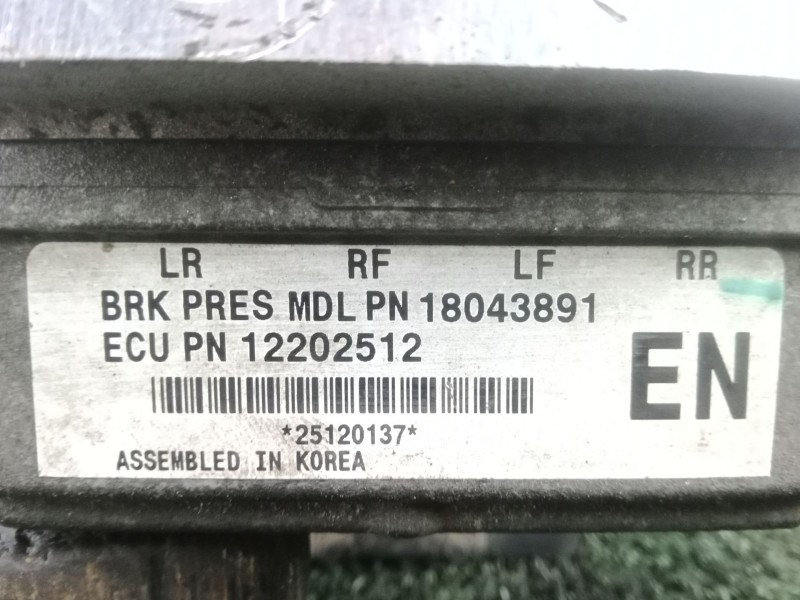 LR RF LF RR
BRK PRES MDL PN 18043891
ECU PN 12202512
EN
*25120137*
ASSEMBLED IN KOREA